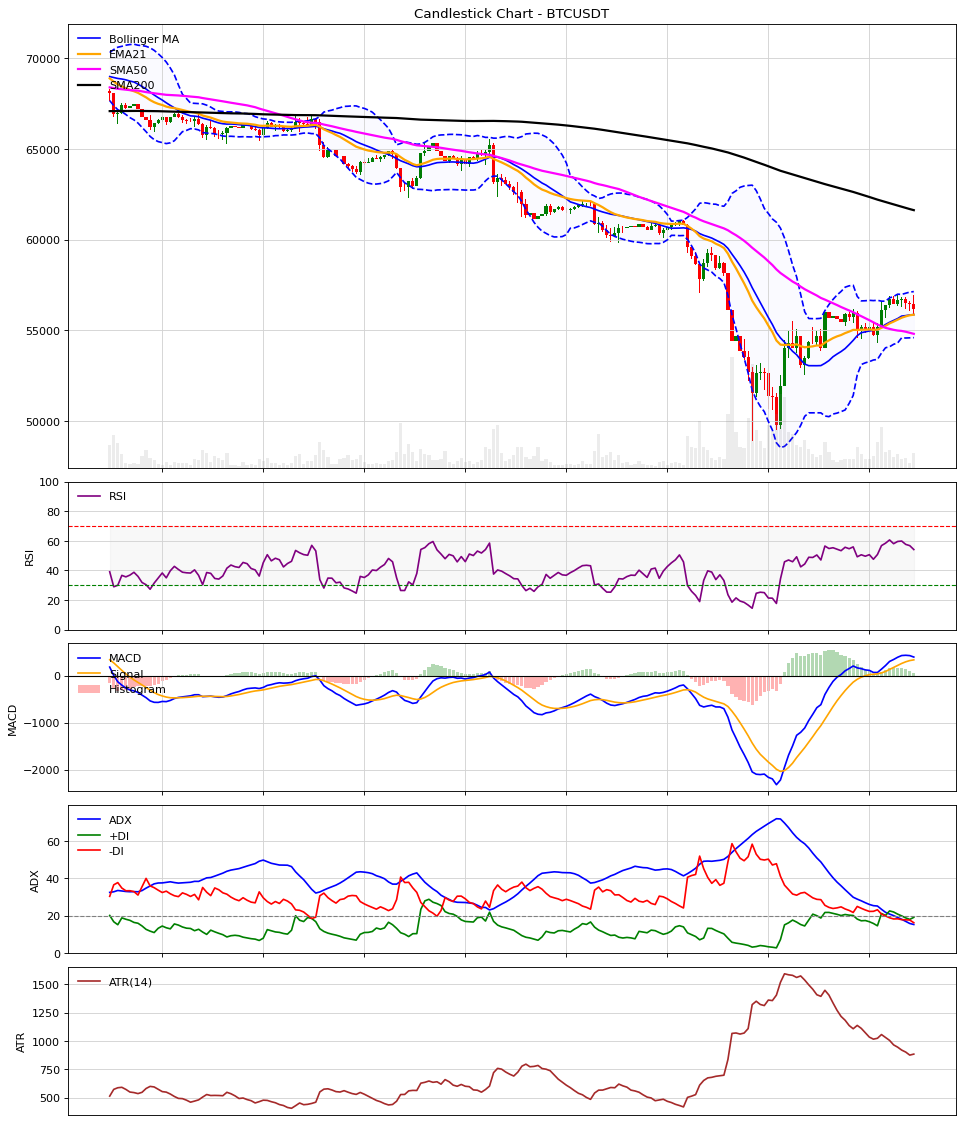 Candlestick Chart - BTCUSDT
Bollinger MA
EMA21
SMA50
SMA200
70000
65000
60000
55000
50000
RSI
RSI
100
80
60
40
20
0
MACD
Signal
Histogram
MACD
0
−1000
−2000
ADX
+DI
-DI
ADX
60
40
20
0
ATR(14)
ATR
1500
1250
1000
750
500